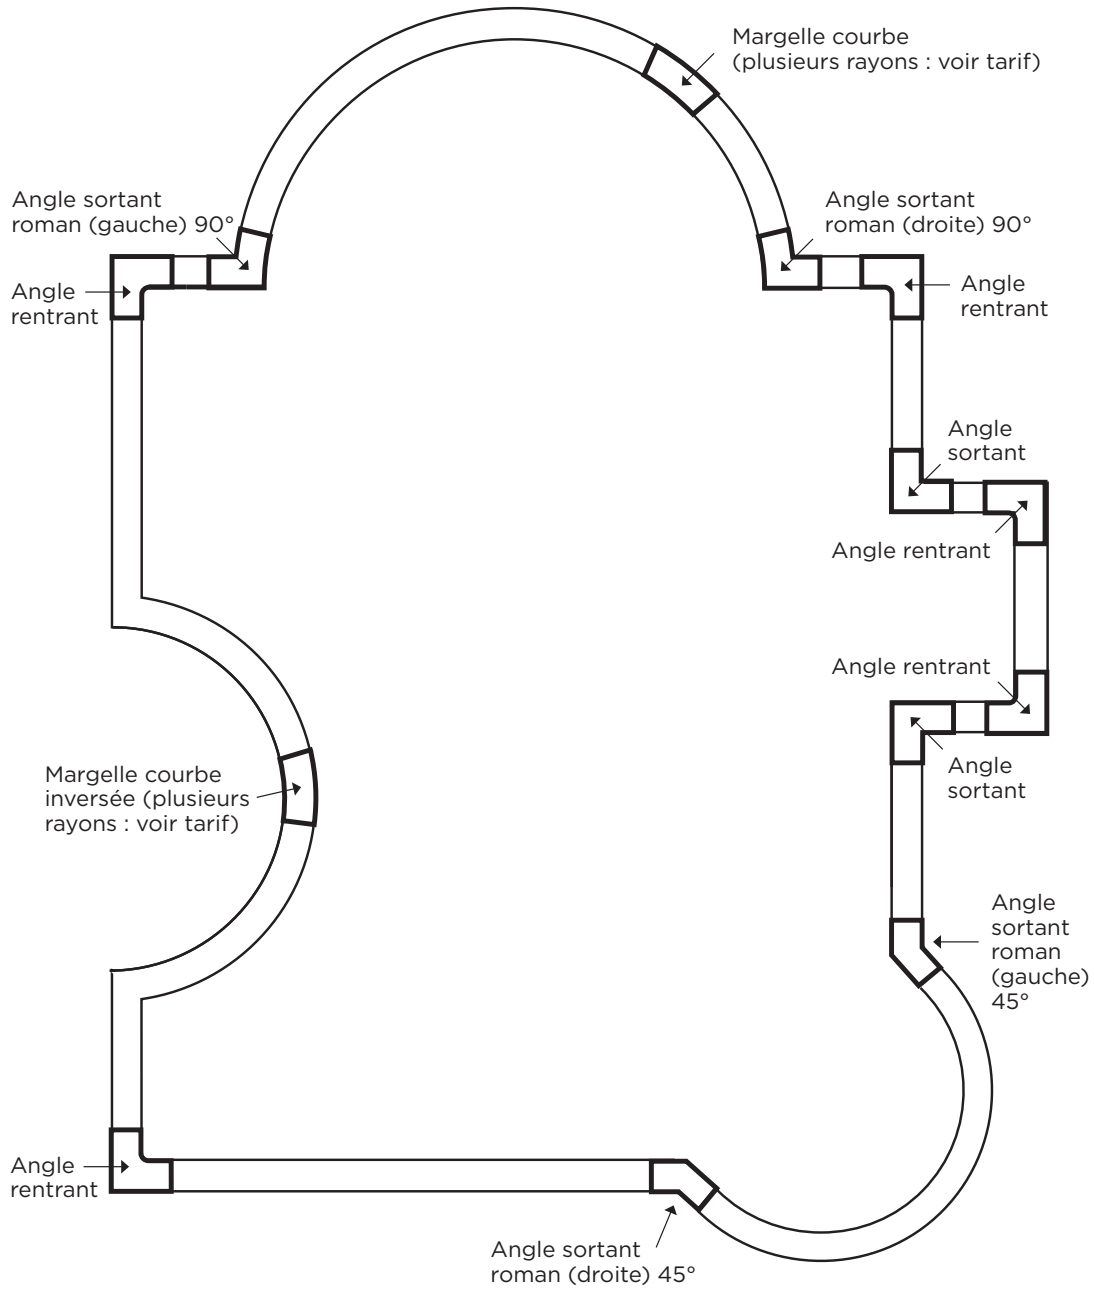 Margelle courbe
(plusieurs rayons : voir tarif)
Angle sortant
roman (gauche) 90°
Angle sortant
roman (droite) 90°
Angle
rentrant
Angle
rentrant
Angle
sortant
Angle rentrant
Angle rentrant
Angle
sortant
Margelle courbe
inversée (plusieurs
rayons : voir tarif)
Angle
sortant
roman
(gauche)
45°
Angle
rentrant
Angle sortant
roman (droite) 45°